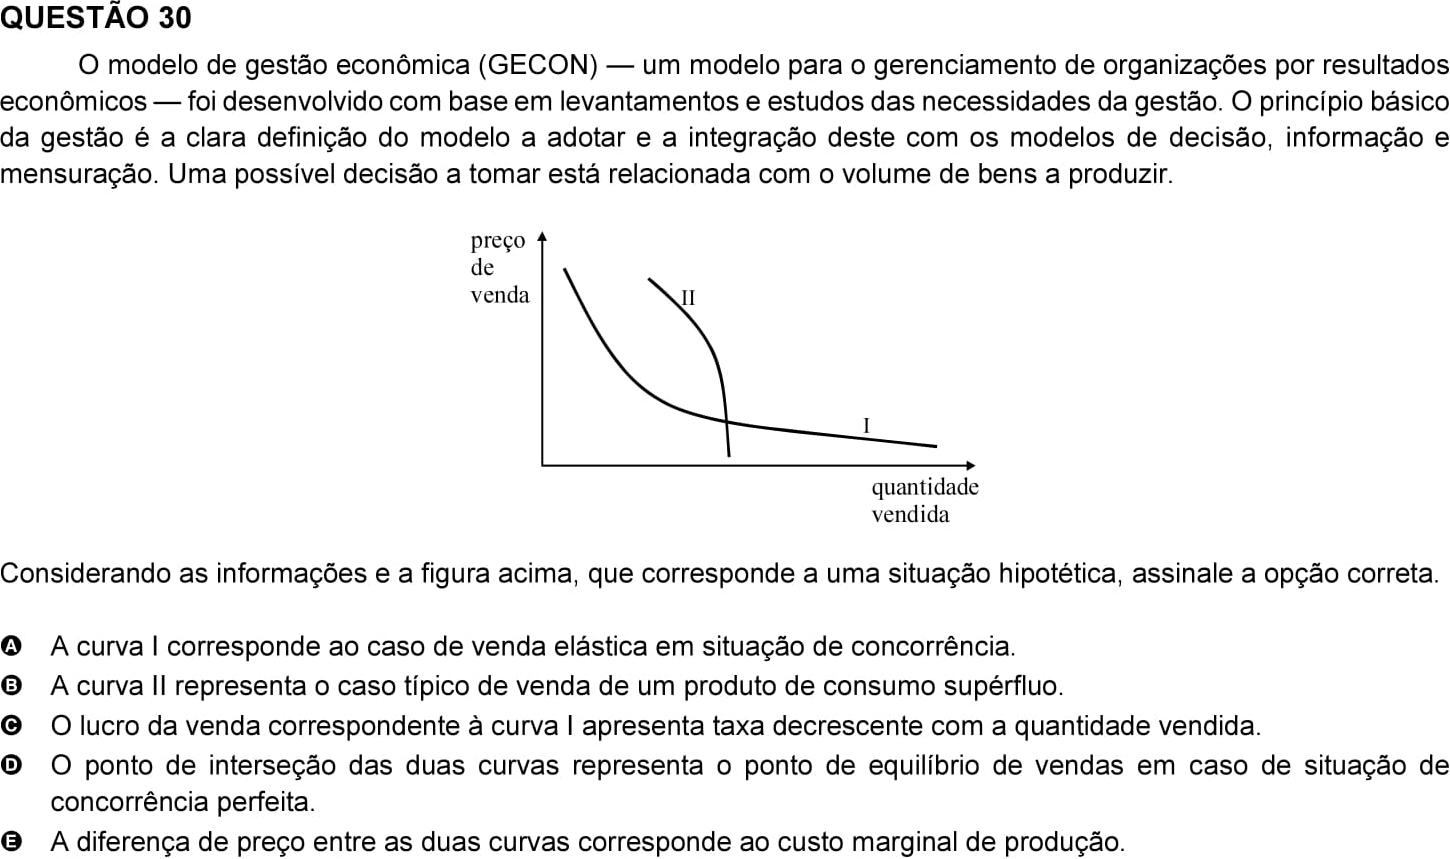 QUESTÃO 30
O modelo de gestão econômica (GECON) — um modelo para o gerenciamento de organizações por resultados
econômicos — foi desenvolvido com base em levantamentos e estudos das necessidades da gestão. O princípio básico
da gestão é a clara definição do modelo a adotar e a integração deste com os modelos de decisão, informação e
mensuração. Uma possível decisão a tomar está relacionada com o volume de bens a produzir.
preço
de
venda
II
I
quantidade
vendida
Considerando as informações e a figura acima, que corresponde a uma situação hipotética, assinale a opção correta.
A A curva I corresponde ao caso de venda elástica em situação de concorrência.
B A curva II representa o caso típico de venda de um produto de consumo supérfluo.
C O lucro da venda correspondente à curva I apresenta taxa decrescente com a quantidade vendida.
D O ponto de interseção das duas curvas representa o ponto de equilíbrio de vendas em caso de situação de
concorrência perfeita.
E A diferença de preço entre as duas curvas corresponde ao custo marginal de produção.